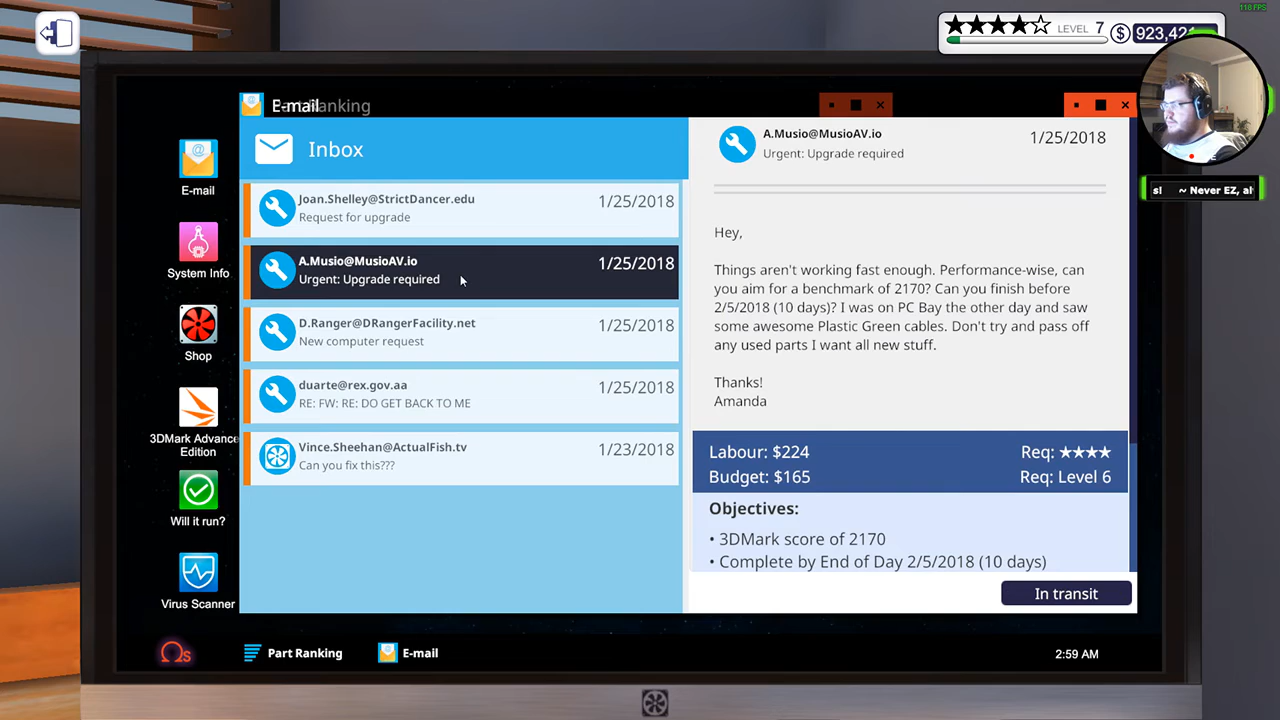 118 FPS
LEVEL 7
$ 923,42
E-mail
Inbox
Joan.Shelley@StrictDancer.edu 1/25/2018
Request for upgrade
A.Musio@MusioAV.io 1/25/2018
Urgent: Upgrade required
D.Ranger@DRangerFacility.net 1/25/2018
New computer request
duarte@rex.gov.aa 1/25/2018
RE: FW: RE: DO GET BACK TO ME
Vince.Sheehan@ActualFish.tv 1/23/2018
Can you fix this???
A.Musio@MusioAV.io 1/25/2018
Urgent: Upgrade required
Hey,
Things aren't working fast enough. Performance-wise, can
you aim for a benchmark of 2170? Can you finish before
2/5/2018 (10 days)? I was on PC Bay the other day and saw
some awesome Plastic Green cables. Don't try and pass off
any used parts I want all new stuff.
Thanks!
Amanda
Labour: $224 Req: ★★★★
Budget: $165 Req: Level 6
Objectives:
• 3DMark score of 2170
• Complete by End of Day 2/5/2018 (10 days)
In transit
E-mail
System Info
Shop
3DMark Advance
Edition
Will it run?
Virus Scanner
~ Never EZ, al
Ωs
Part Ranking
E-mail
2:59 AM